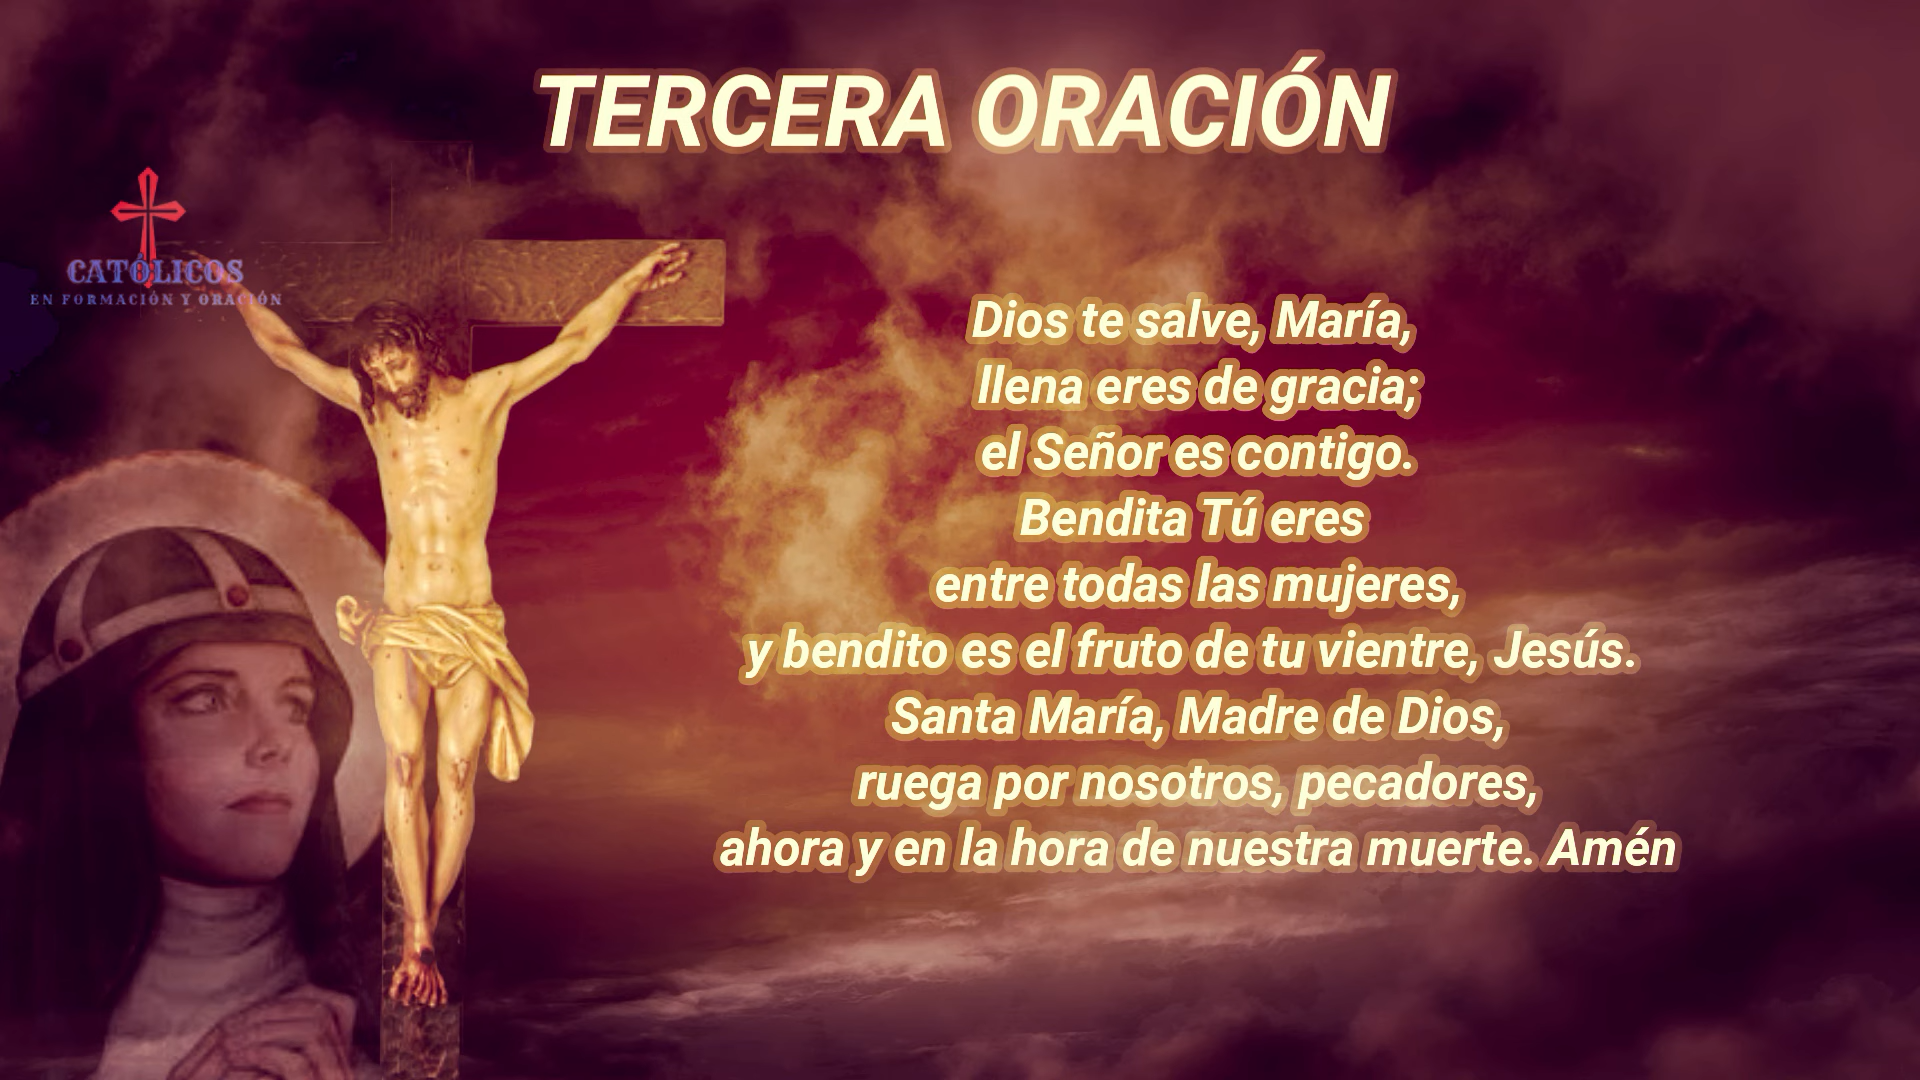 TERCERA ORACIÓN
CATÓLICOS
EN FORMACIÓN Y ORACIÓN
Dios te salve, María,
llena eres de gracia;
el Señor es contigo.
Bendita Tú eres
entre todas las mujeres,
y bendito es el fruto de tu vientre, Jesús.
Santa María, Madre de Dios,
ruega por nosotros, pecadores,
ahora y en la hora de nuestra muerte. Amén